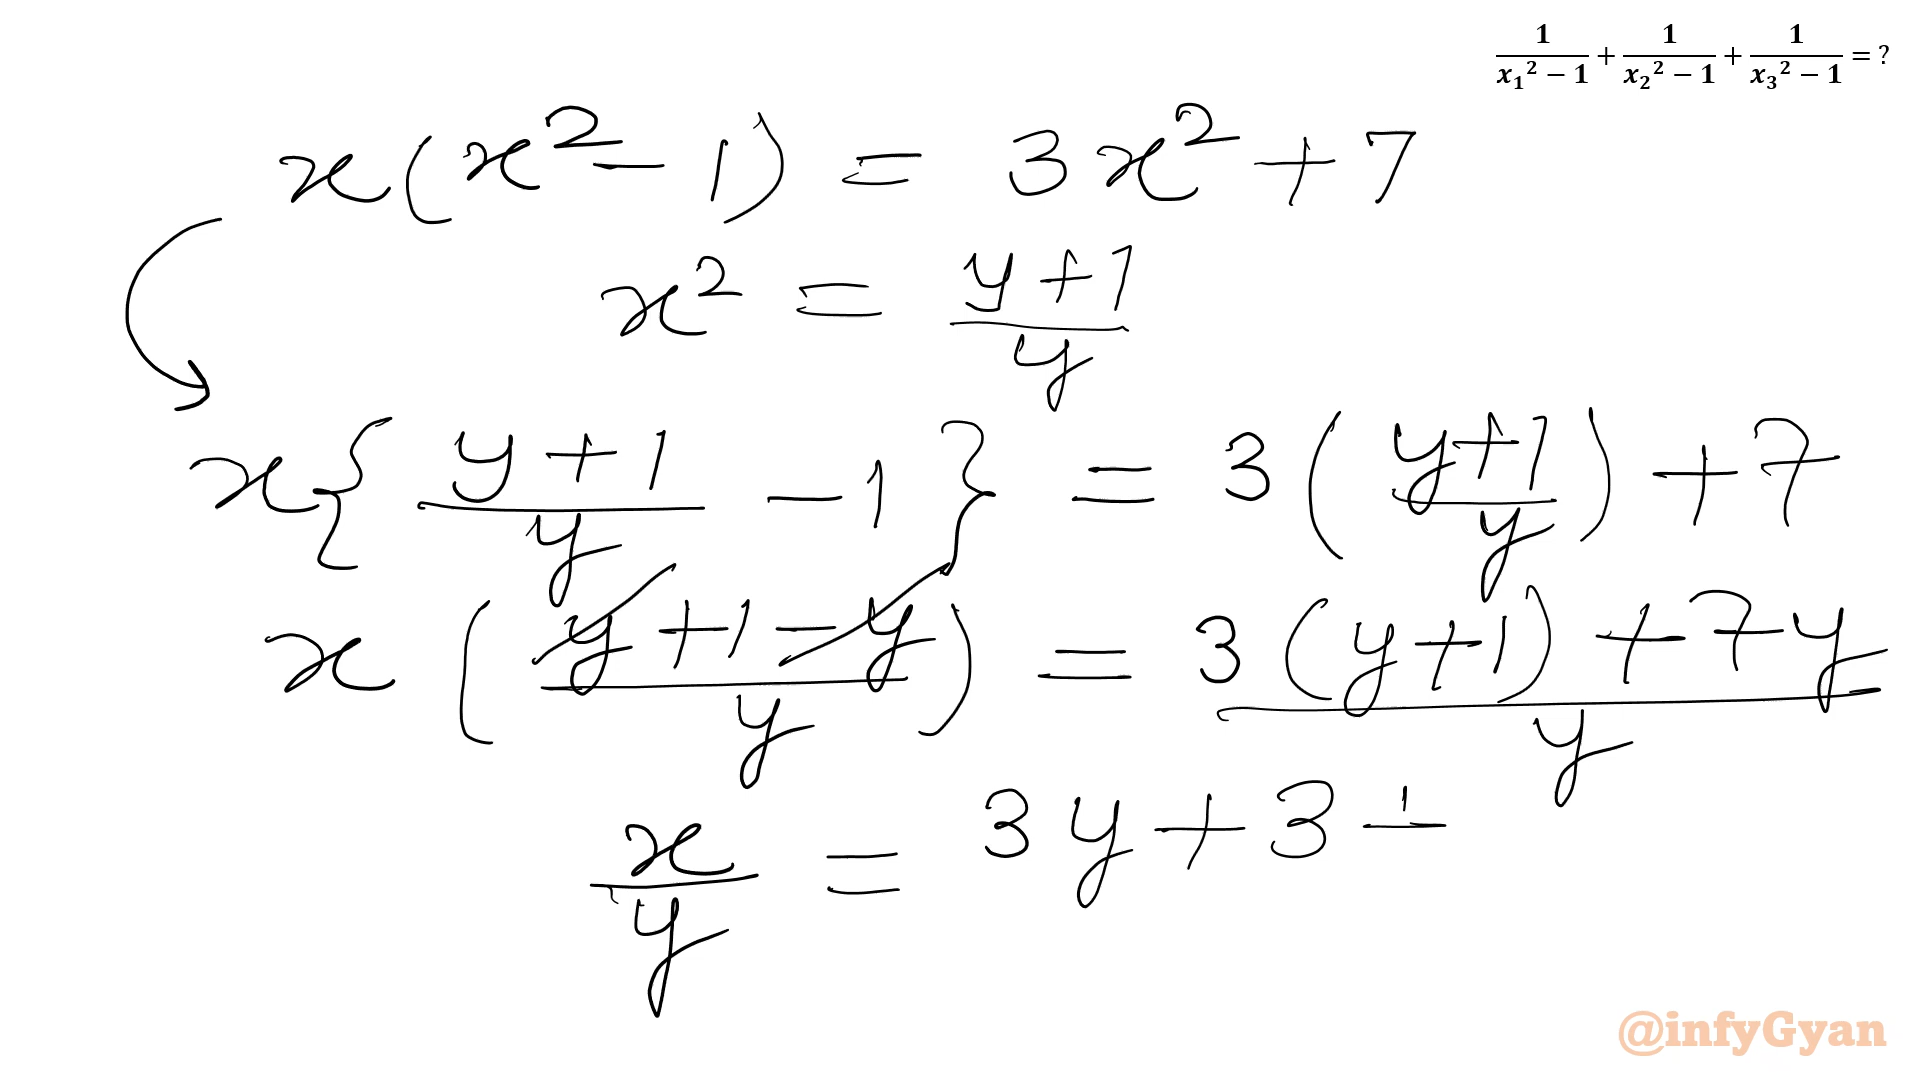 1/(x₁² − 1) + 1/(x₂² − 1) + 1/(x₃² − 1) = ?
x(x² − 1) = 3x² + 7
x² = (y + 1)/y
x{(y + 1)/y − 1} = 3((y + 1)/y) + 7
x((y + 1 − y)/y) = (3(y + 1) + 7y)/y
x/y = 3y + 3 +
@infyGyan